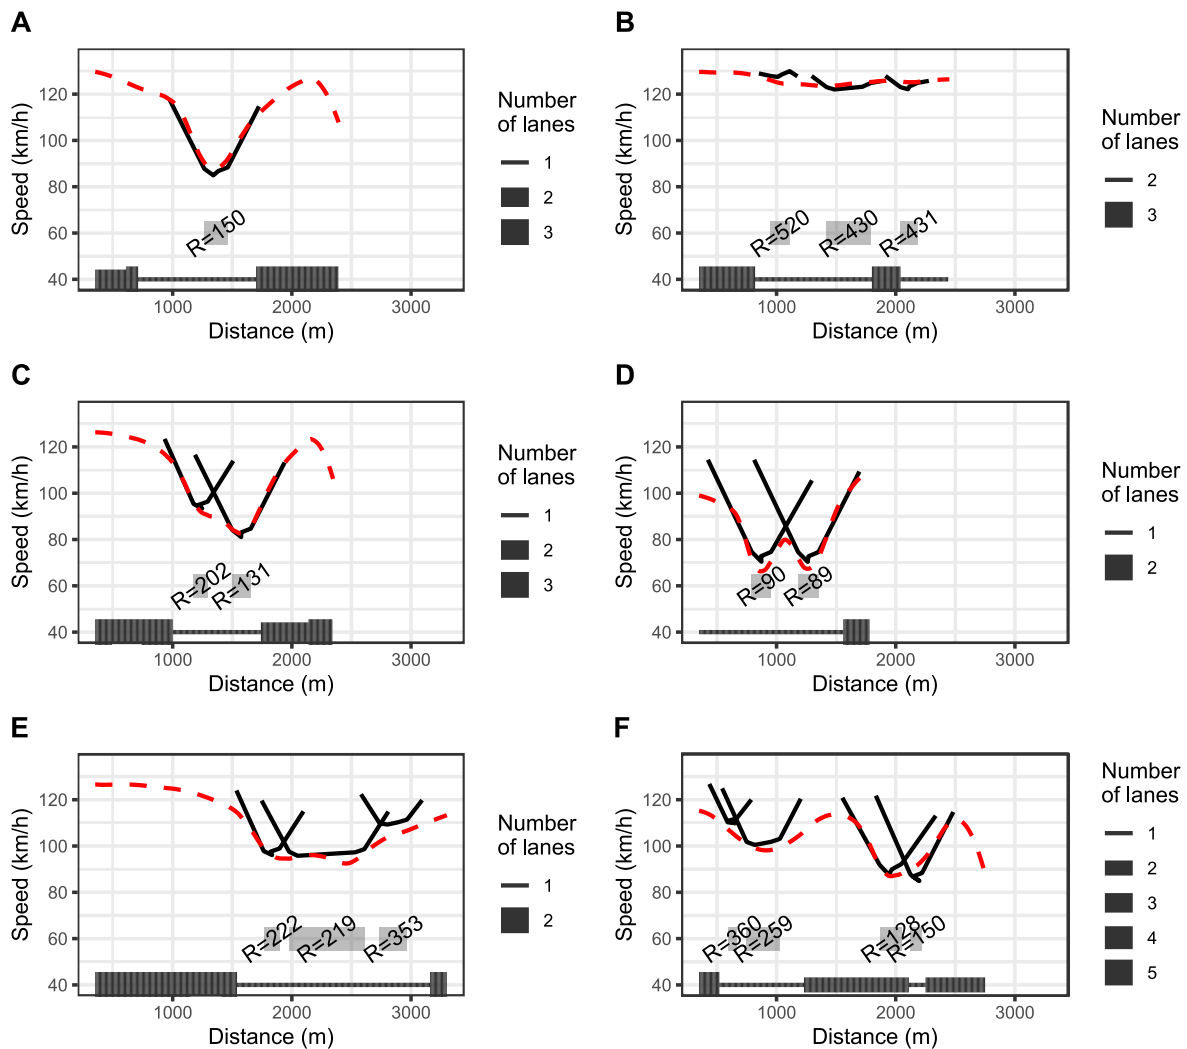 A
Speed (km/h)
120
100
80
60
40
R=150
1000
2000
3000
Distance (m)
Number
of lanes
1
2
3
B
Speed (km/h)
120
100
80
60
40
R=520
R=430
R=431
1000
2000
3000
Distance (m)
Number
of lanes
2
3
C
Speed (km/h)
120
100
80
60
40
R=202
R=131
1000
2000
3000
Distance (m)
Number
of lanes
1
2
3
D
Speed (km/h)
120
100
80
60
40
R=90
R=89
1000
2000
3000
Distance (m)
Number
of lanes
1
2
E
Speed (km/h)
120
100
80
60
40
R=222
R=219
R=353
1000
2000
3000
Distance (m)
Number
of lanes
1
2
F
Speed (km/h)
120
100
80
60
40
R=360
R=259
R=128
R=150
1000
2000
3000
Distance (m)
Number
of lanes
1
2
3
4
5